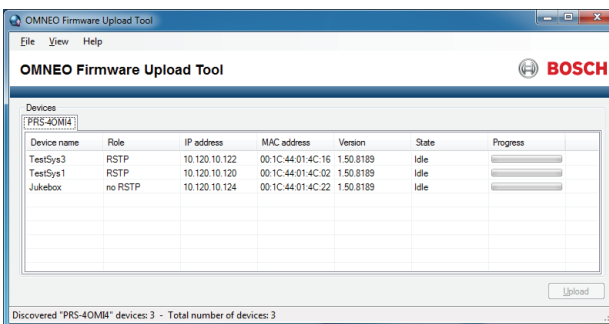 OMNEO Firmware Upload Tool
File View Help
OMNEO Firmware Upload Tool BOSCH
Devices
PRS-4OMI4
Device name Role IP address MAC address Version State Progress
TestSys3 RSTP 10.120.10.122 00:1C:44:01:4C:16 1.50.8189 Idle
TestSys1 RSTP 10.120.10.120 00:1C:44:01:4C:02 1.50.8189 Idle
Jukebox no RSTP 10.120.10.124 00:1C:44:01:4C:22 1.50.8189 Idle
Upload
Discovered "PRS-4OMI4" devices: 3 - Total number of devices: 3